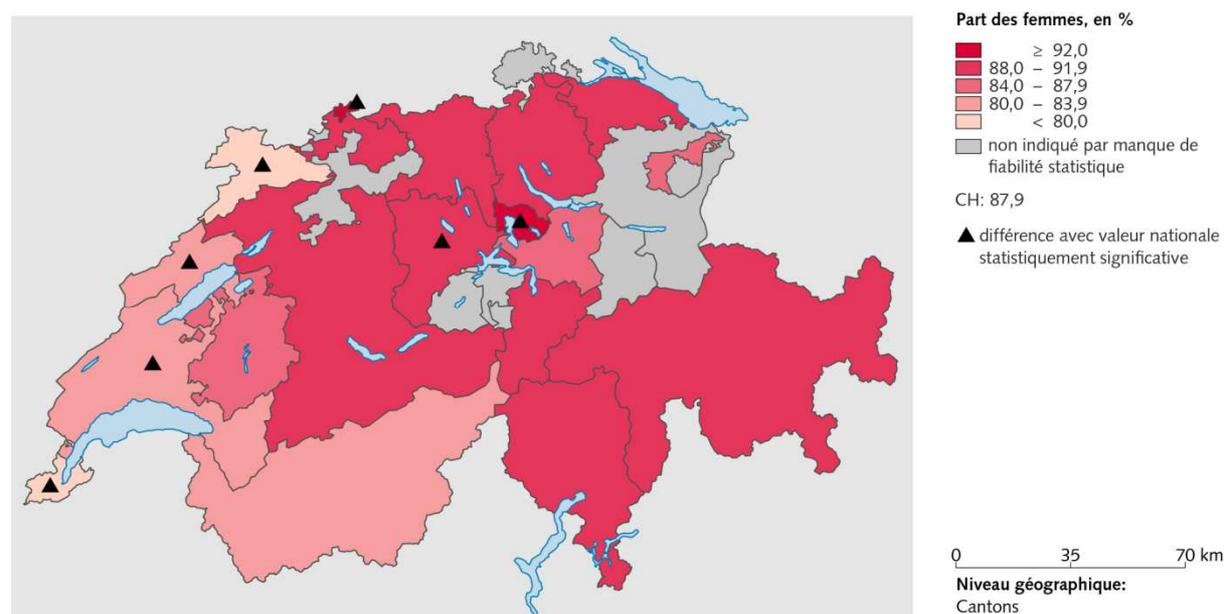 Part des femmes, en %
≥ 92,0
88,0 – 91,9
84,0 – 87,9
80,0 – 83,9
< 80,0
non indiqué par manque de
fiabilité statistique
CH: 87,9
différence avec valeur nationale
statistiquement significative
0 35 70 km
Niveau géographique:
Cantons